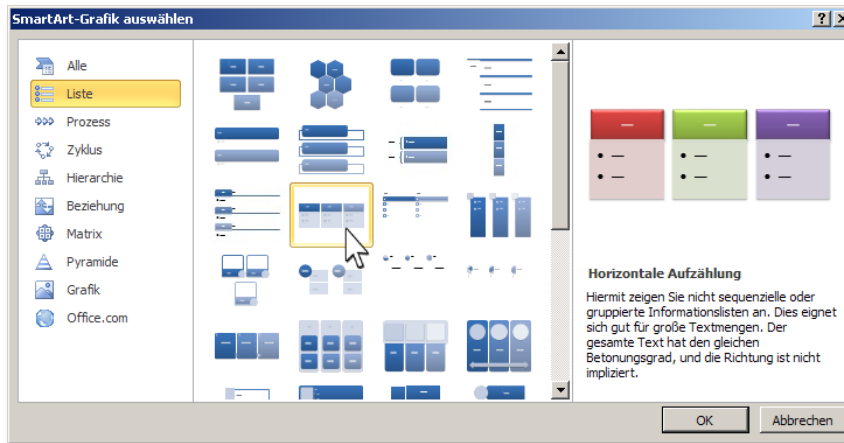 SmartArt-Grafik auswählen
Alle
Liste
Prozess
Zyklus
Hierarchie
Beziehung
Matrix
Pyramide
Grafik
Office.com
Horizontale Aufzählung
Hiermit zeigen Sie nicht sequenzielle oder
gruppierte Informationslisten an. Dies eignet
sich gut für große Textmengen. Der
gesamte Text hat den gleichen
Betonungsgrad, und die Richtung ist nicht
impliziert.
OK
Abbrechen